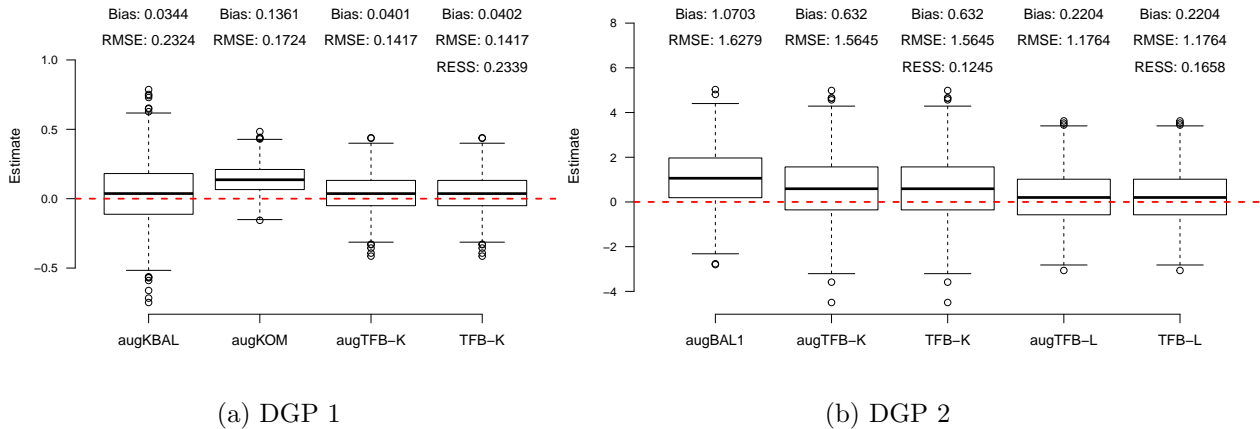 Bias: 0.0344 Bias: 0.1361 Bias: 0.0401 Bias: 0.0402
RMSE: 0.2324 RMSE: 0.1724 RMSE: 0.1417 RMSE: 0.1417
RESS: 0.2339
Estimate
1.0
0.5
0.0
−0.5
augKBAL augKOM augTFB−K TFB−K
(a) DGP 1
Bias: 1.0703 Bias: 0.632 Bias: 0.632 Bias: 0.2204 Bias: 0.2204
RMSE: 1.6279 RMSE: 1.5645 RMSE: 1.5645 RMSE: 1.1764 RMSE: 1.1764
RESS: 0.1245 RESS: 0.1658
Estimate
8
6
4
2
0
−2
−4
augBAL1 augTFB−K TFB−K augTFB−L TFB−L
(b) DGP 2